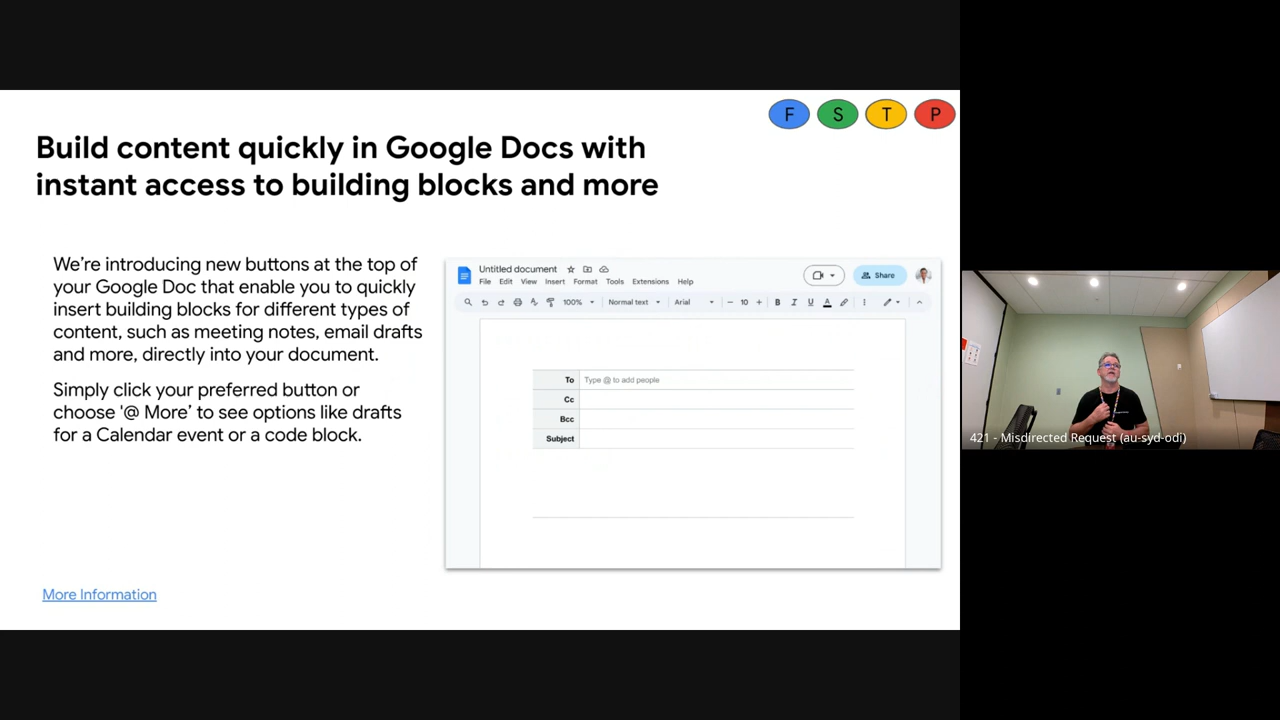 F S T P
Build content quickly in Google Docs with
instant access to building blocks and more
We’re introducing new buttons at the top of
your Google Doc that enable you to quickly
insert building blocks for different types of
content, such as meeting notes, email drafts
and more, directly into your document.
Simply click your preferred button or
choose '@ More’ to see options like drafts
for a Calendar event or a code block.
More Information
Untitled document
File Edit View Insert Format Tools Extensions Help
Share
100% Normal text Arial 10 B I U A
To Type @ to add people
Cc
Bcc
Subject
421 - Misdirected Request (au-syd-odi)